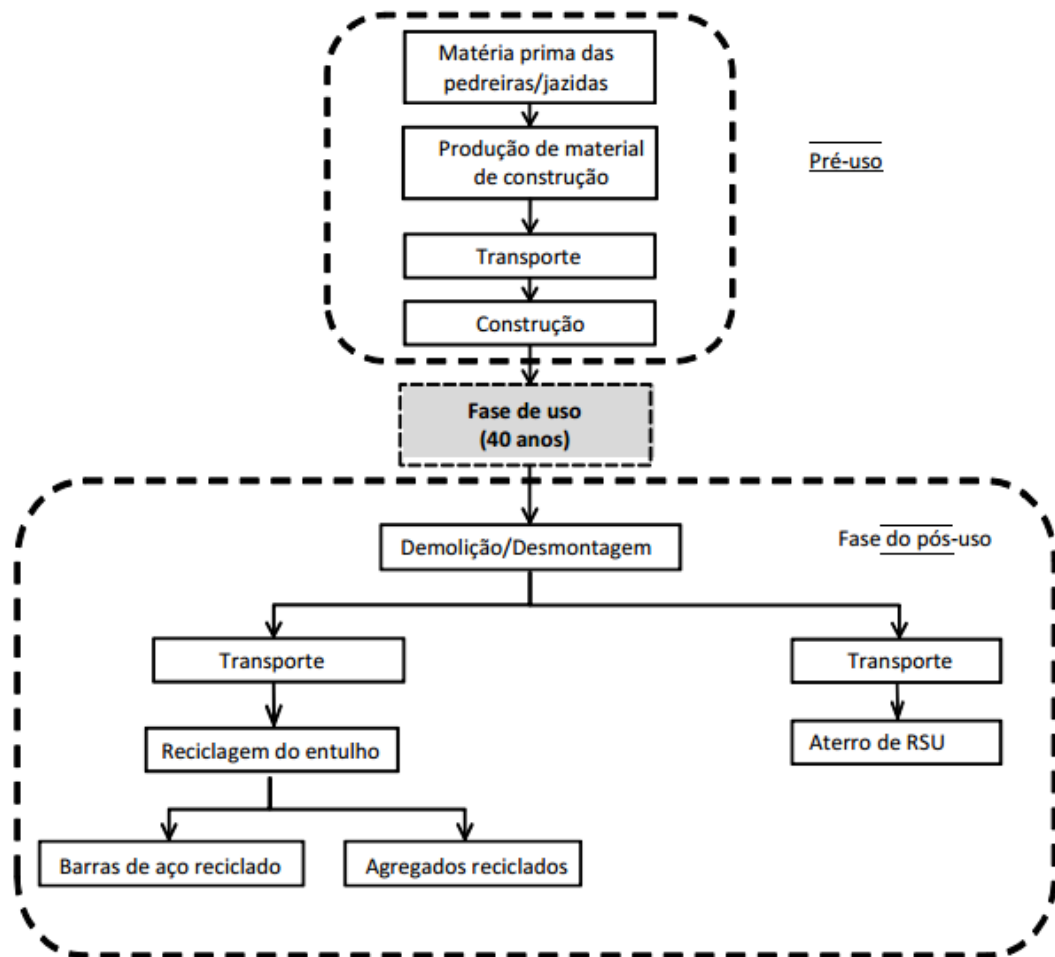 Matéria prima das
pedreiras/jazidas
Produção de material
de construção
Pré-uso
Transporte
Construção
Fase de uso
(40 anos)
Demolição/Desmontagem
Fase do pós-uso
Transporte
Transporte
Reciclagem do entulho
Aterro de RSU
Barras de aço reciclado
Agregados reciclados